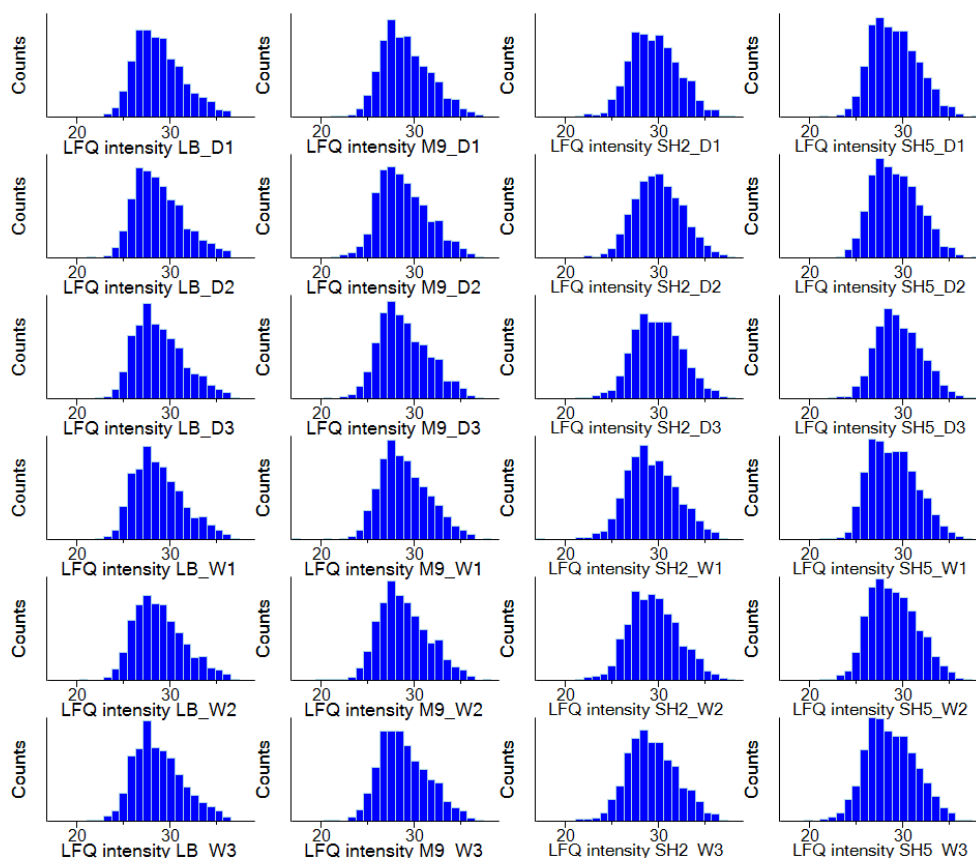 Counts Counts Counts Counts
20 30 20 30 20 30 20 30
LFQ intensity LB_D1 LFQ intensity M9_D1 LFQ intensity SH2_D1 LFQ intensity SH5_D1
Counts Counts Counts Counts
20 30 20 30 20 30 20 30
LFQ intensity LB_D2 LFQ intensity M9_D2 LFQ intensity SH2_D2 LFQ intensity SH5_D2
Counts Counts Counts Counts
20 30 20 30 20 30 20 30
LFQ intensity LB_D3 LFQ intensity M9_D3 LFQ intensity SH2_D3 LFQ intensity SH5_D3
Counts Counts Counts Counts
20 30 20 30 20 30 20 30
LFQ intensity LB_W1 LFQ intensity M9_W1 LFQ intensity SH2_W1 LFQ intensity SH5_W1
Counts Counts Counts Counts
20 30 20 30 20 30 20 30
LFQ intensity LB_W2 LFQ intensity M9_W2 LFQ intensity SH2_W2 LFQ intensity SH5_W2
Counts Counts Counts Counts
20 30 20 30 20 30 20 30
LFQ intensity LB_W3 LFQ intensity M9_W3 LFQ intensity SH2_W3 LFQ intensity SH5_W3